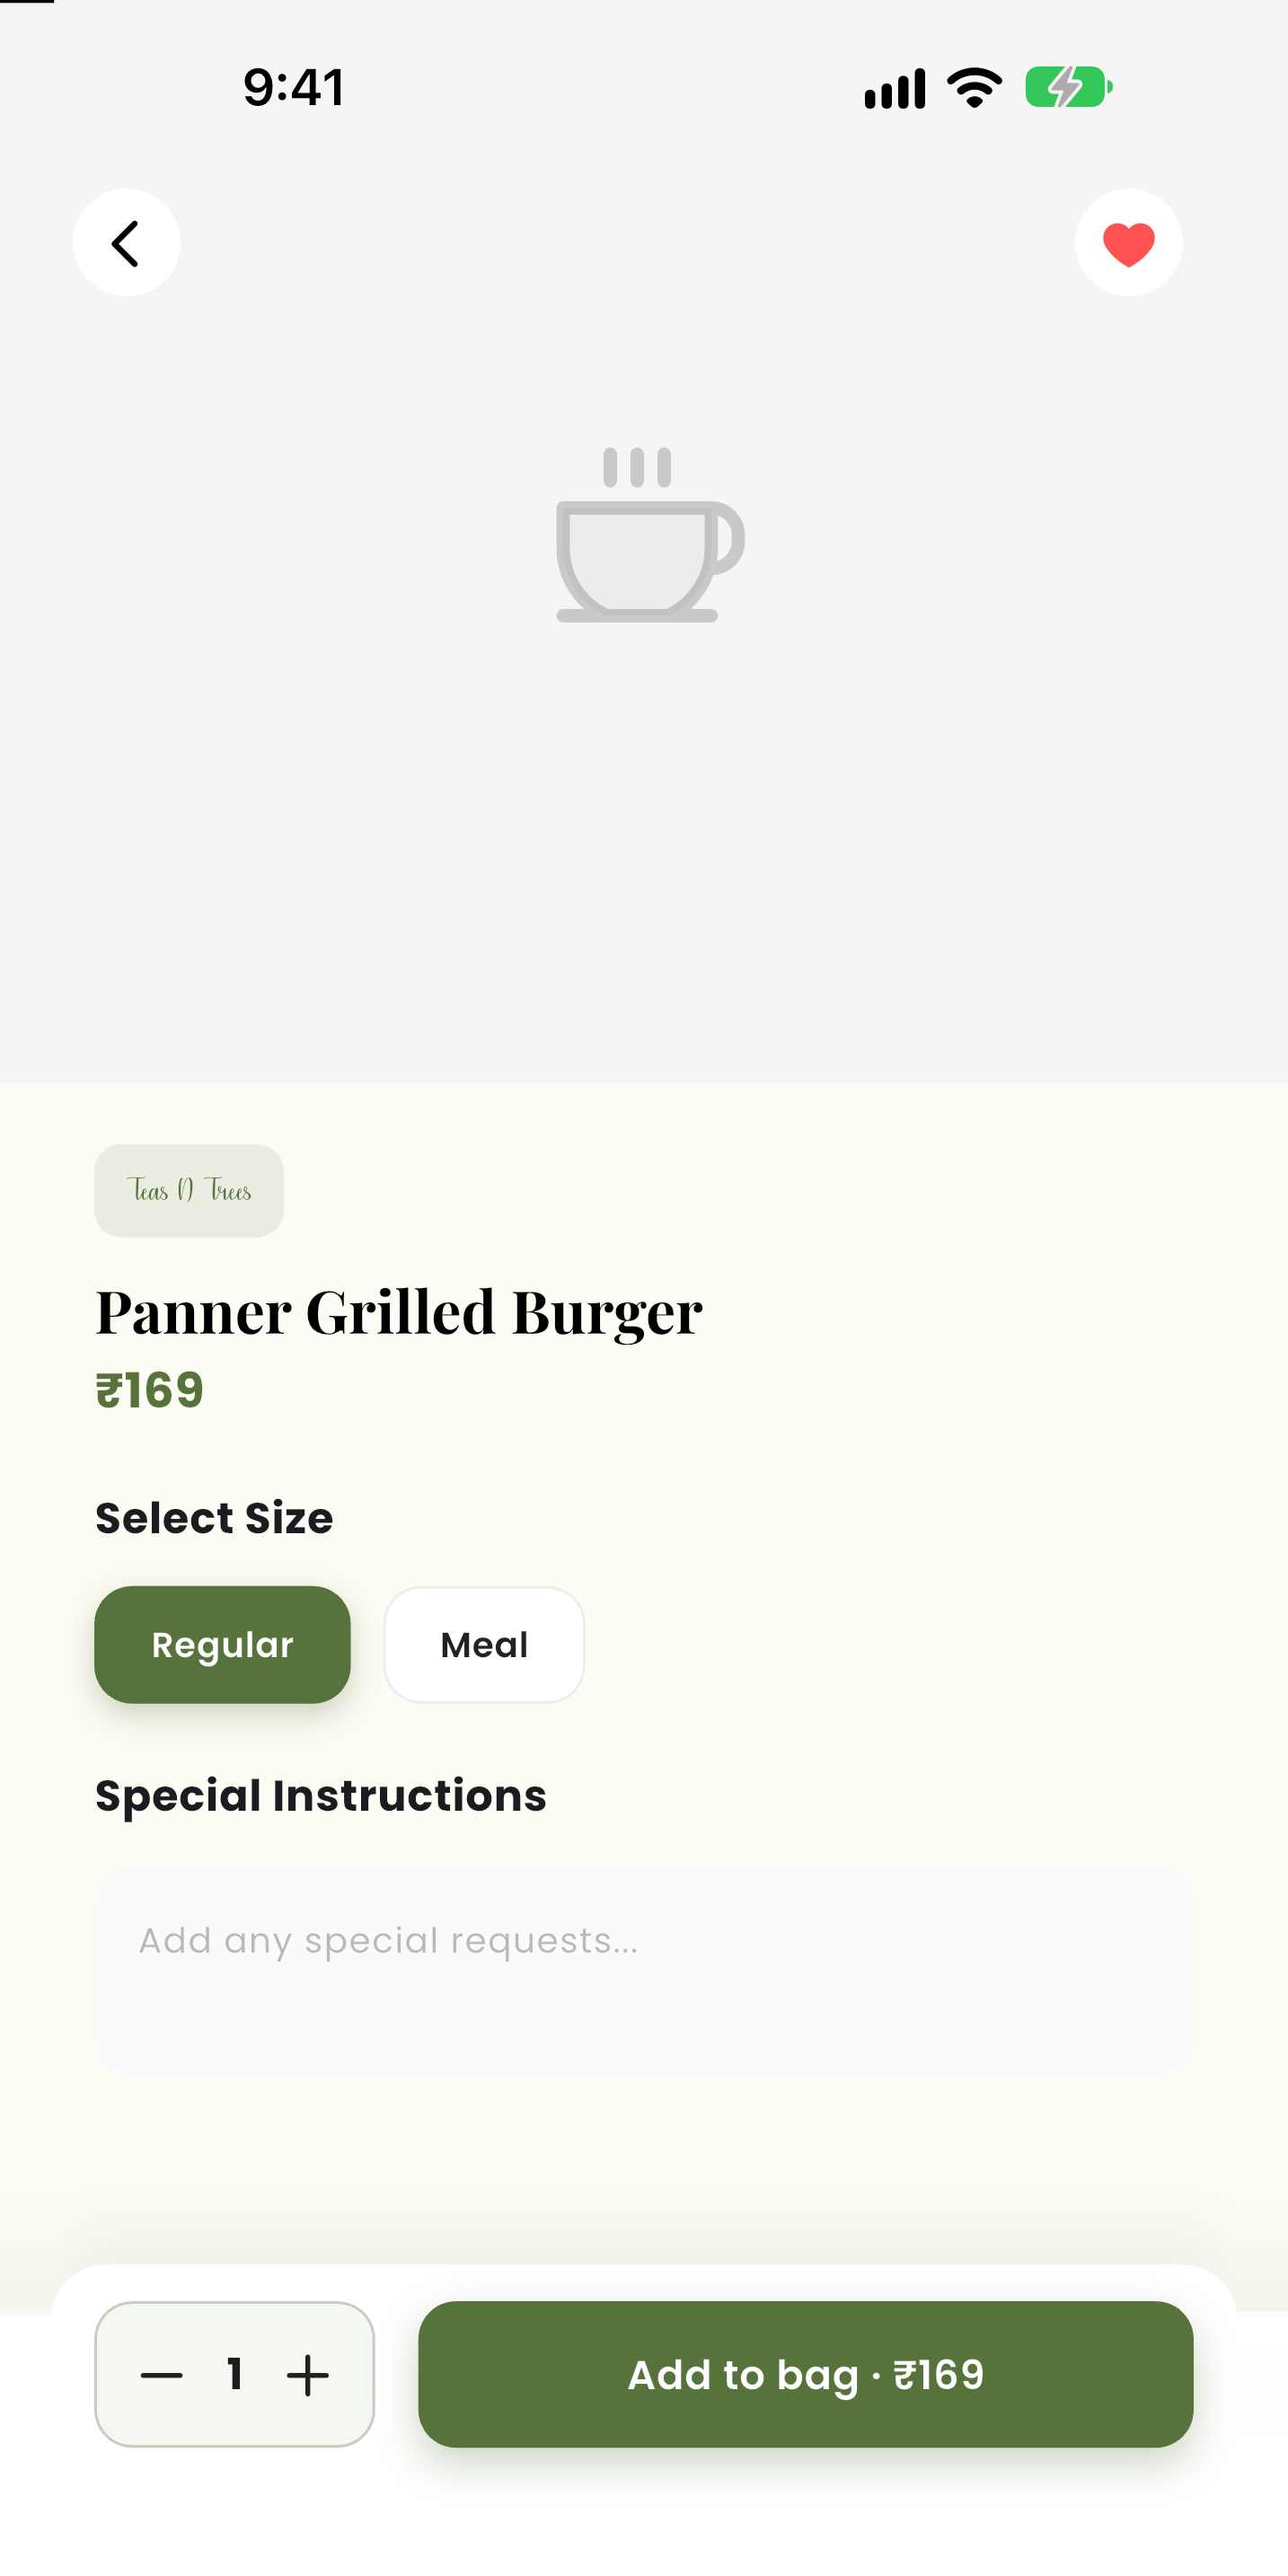 9:41
Teas N Trees
Panner Grilled Burger
₹169
Select Size
Regular
Meal
Special Instructions
Add any special requests...
1
Add to bag · ₹169